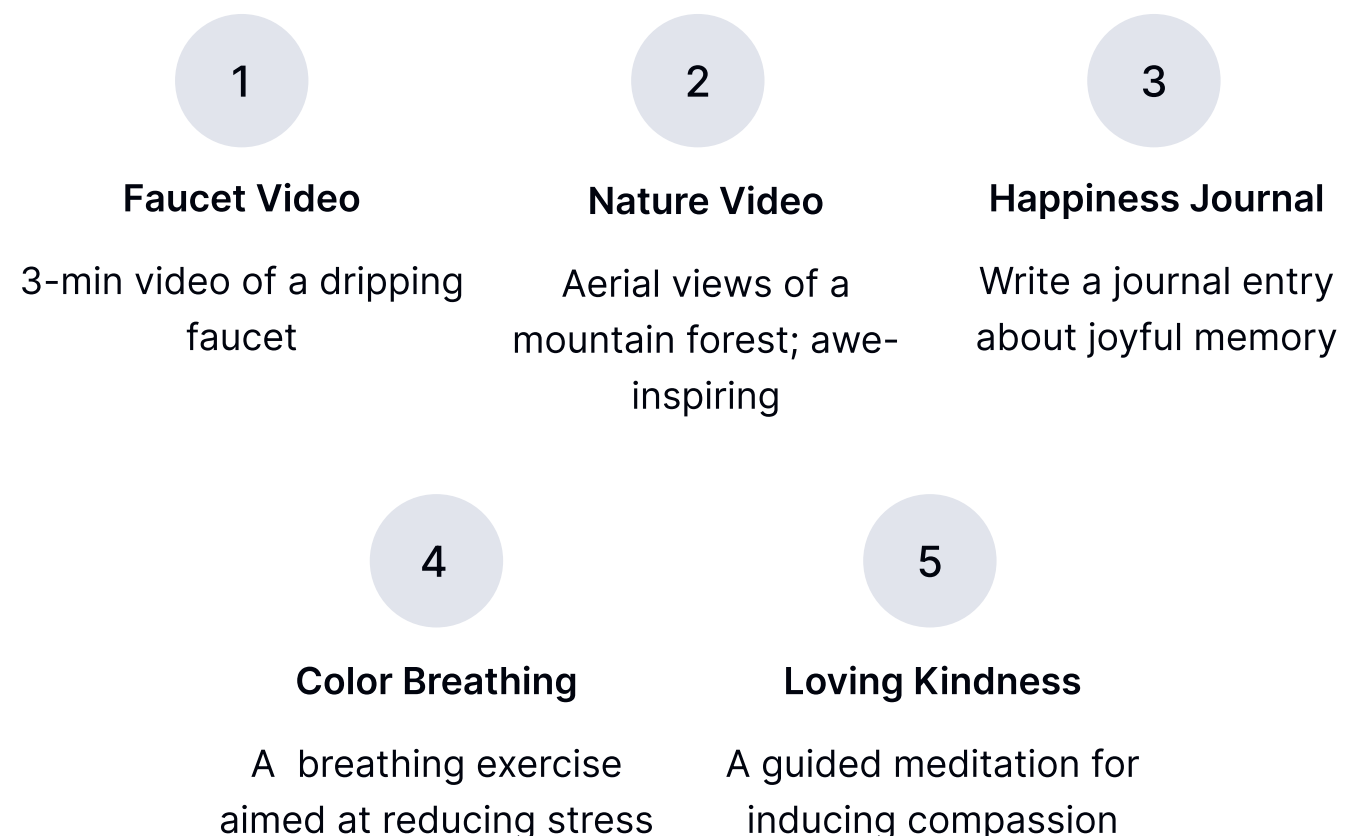 1
2
3
Faucet Video
Nature Video
Happiness Journal
3-min video of a dripping
faucet
Aerial views of a
mountain forest; awe-
inspiring
Write a journal entry
about joyful memory
4
5
Color Breathing
Loving Kindness
A  breathing exercise
aimed at reducing stress
A guided meditation for
inducing compassion